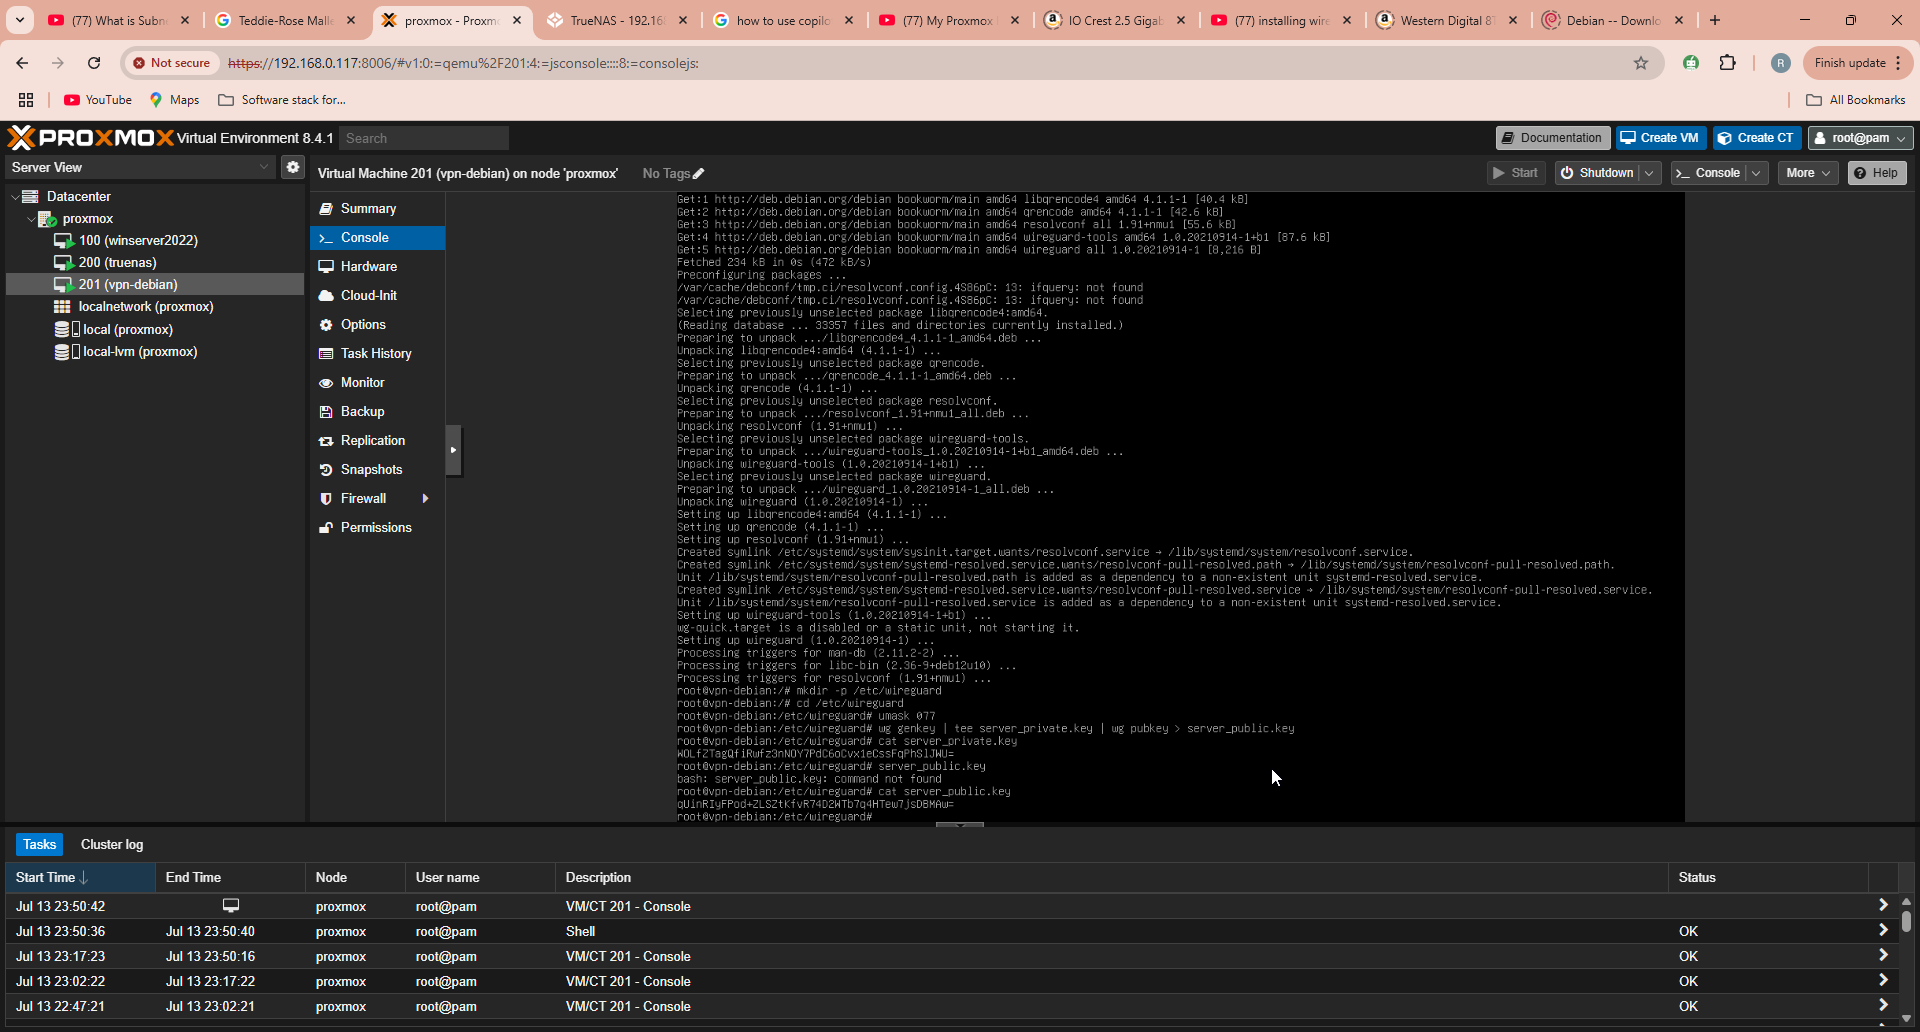 (77) What is Subn
Teddie-Rose Mall
proxmox - Proxm
TrueNAS - 192.16
how to use copilo
(77) My Proxmox
IO Crest 2.5 Gigab
(77) installing wire
Western Digital 8T
Debian -- Downlo
Not secure
https://192.168.0.117:8006/#v1:0:=qemu%2F201:4:=jsconsole::::8:=consolejs:
R
Finish update
YouTube
Maps
Software stack for...
All Bookmarks
PROXMOX Virtual Environment 8.4.1
Search
Documentation
Create VM
Create CT
root@pam
Server View
Virtual Machine 201 (vpn-debian) on node 'proxmox'
No Tags
Start
Shutdown
Console
More
Help
Datacenter
proxmox
100 (winserver2022)
200 (truenas)
201 (vpn-debian)
localnetwork (proxmox)
local (proxmox)
local-lvm (proxmox)
Summary
Console
Hardware
Cloud-Init
Options
Task History
Monitor
Backup
Replication
Snapshots
Firewall
Permissions
Get:1 http://deb.debian.org/debian bookworm/main amd64 libqrencode4 amd64 4.1.1-1 [40.4 kB]
Get:2 http://deb.debian.org/debian bookworm/main amd64 qrencode amd64 4.1.1-1 [42.6 kB]
Get:3 http://deb.debian.org/debian bookworm/main amd64 resolvconf all 1.91+nmu1 [55.6 kB]
Get:4 http://deb.debian.org/debian bookworm/main amd64 wireguard-tools amd64 1.0.20210914-1+b1 [87.6 kB]
Get:5 http://deb.debian.org/debian bookworm/main amd64 wireguard all 1.0.20210914-1 [8,216 B]
Fetched 234 kB in 0s (472 kB/s)
Preconfiguring packages ...
/var/cache/debconf/tmp.ci/resolvconf.config.4S86pC: 13: ifquery: not found
/var/cache/debconf/tmp.ci/resolvconf.config.4S86pC: 13: ifquery: not found
Selecting previously unselected package libqrencode4:amd64.
(Reading database ... 33357 files and directories currently installed.)
Preparing to unpack .../libqrencode4_4.1.1-1_amd64.deb ...
Unpacking libqrencode4:amd64 (4.1.1-1) ...
Selecting previously unselected package qrencode.
Preparing to unpack .../qrencode_4.1.1-1_amd64.deb ...
Unpacking qrencode (4.1.1-1) ...
Selecting previously unselected package resolvconf.
Preparing to unpack .../resolvconf_1.91+nmu1_all.deb ...
Unpacking resolvconf (1.91+nmu1) ...
Selecting previously unselected package wireguard-tools.
Preparing to unpack .../wireguard-tools_1.0.20210914-1+b1_amd64.deb ...
Unpacking wireguard-tools (1.0.20210914-1+b1) ...
Selecting previously unselected package wireguard.
Preparing to unpack .../wireguard_1.0.20210914-1_all.deb ...
Unpacking wireguard (1.0.20210914-1) ...
Setting up libqrencode4:amd64 (4.1.1-1) ...
Setting up qrencode (4.1.1-1) ...
Setting up resolvconf (1.91+nmu1) ...
Created symlink /etc/systemd/system/sysinit.target.wants/resolvconf.service → /lib/systemd/system/resolvconf.service.
Created symlink /etc/systemd/system/systemd-resolved.service.wants/resolvconf-pull-resolved.path → /lib/systemd/system/resolvconf-pull-resolved.path.
Unit /lib/systemd/system/resolvconf-pull-resolved.path is added as a dependency to a non-existent unit systemd-resolved.service.
Created symlink /etc/systemd/system/systemd-resolved.service.wants/resolvconf-pull-resolved.service → /lib/systemd/system/resolvconf-pull-resolved.service.
Unit /lib/systemd/system/resolvconf-pull-resolved.service is added as a dependency to a non-existent unit systemd-resolved.service.
Setting up wireguard-tools (1.0.20210914-1+b1) ...
wg-quick.target is a disabled or a static unit, not starting it.
Setting up wireguard (1.0.20210914-1) ...
Processing triggers for man-db (2.11.2-2) ...
Processing triggers for libc-bin (2.36-9+deb12u10) ...
Processing triggers for resolvconf (1.91+nmu1) ...
root@vpn-debian:/# mkdir -p /etc/wireguard
root@vpn-debian:/# cd /etc/wireguard
root@vpn-debian:/etc/wireguard# umask 077
root@vpn-debian:/etc/wireguard# wg genkey | tee server_private.key | wg pubkey > server_public.key
root@vpn-debian:/etc/wireguard# cat server_private.key
root@vpn-debian:/etc/wireguard# server_public.key
bash: server_public.key: command not found
root@vpn-debian:/etc/wireguard# cat server_public.key
root@vpn-debian:/etc/wireguard#
Tasks
Cluster log
Start Time
End Time
Node
User name
Description
Status
Jul 13 23:50:42
proxmox
root@pam
VM/CT 201 - Console
Jul 13 23:50:36
Jul 13 23:50:40
proxmox
root@pam
Shell
OK
Jul 13 23:17:23
Jul 13 23:50:16
proxmox
root@pam
VM/CT 201 - Console
OK
Jul 13 23:02:22
Jul 13 23:17:22
proxmox
root@pam
VM/CT 201 - Console
OK
Jul 13 22:47:21
Jul 13 23:02:21
proxmox
root@pam
VM/CT 201 - Console
OK